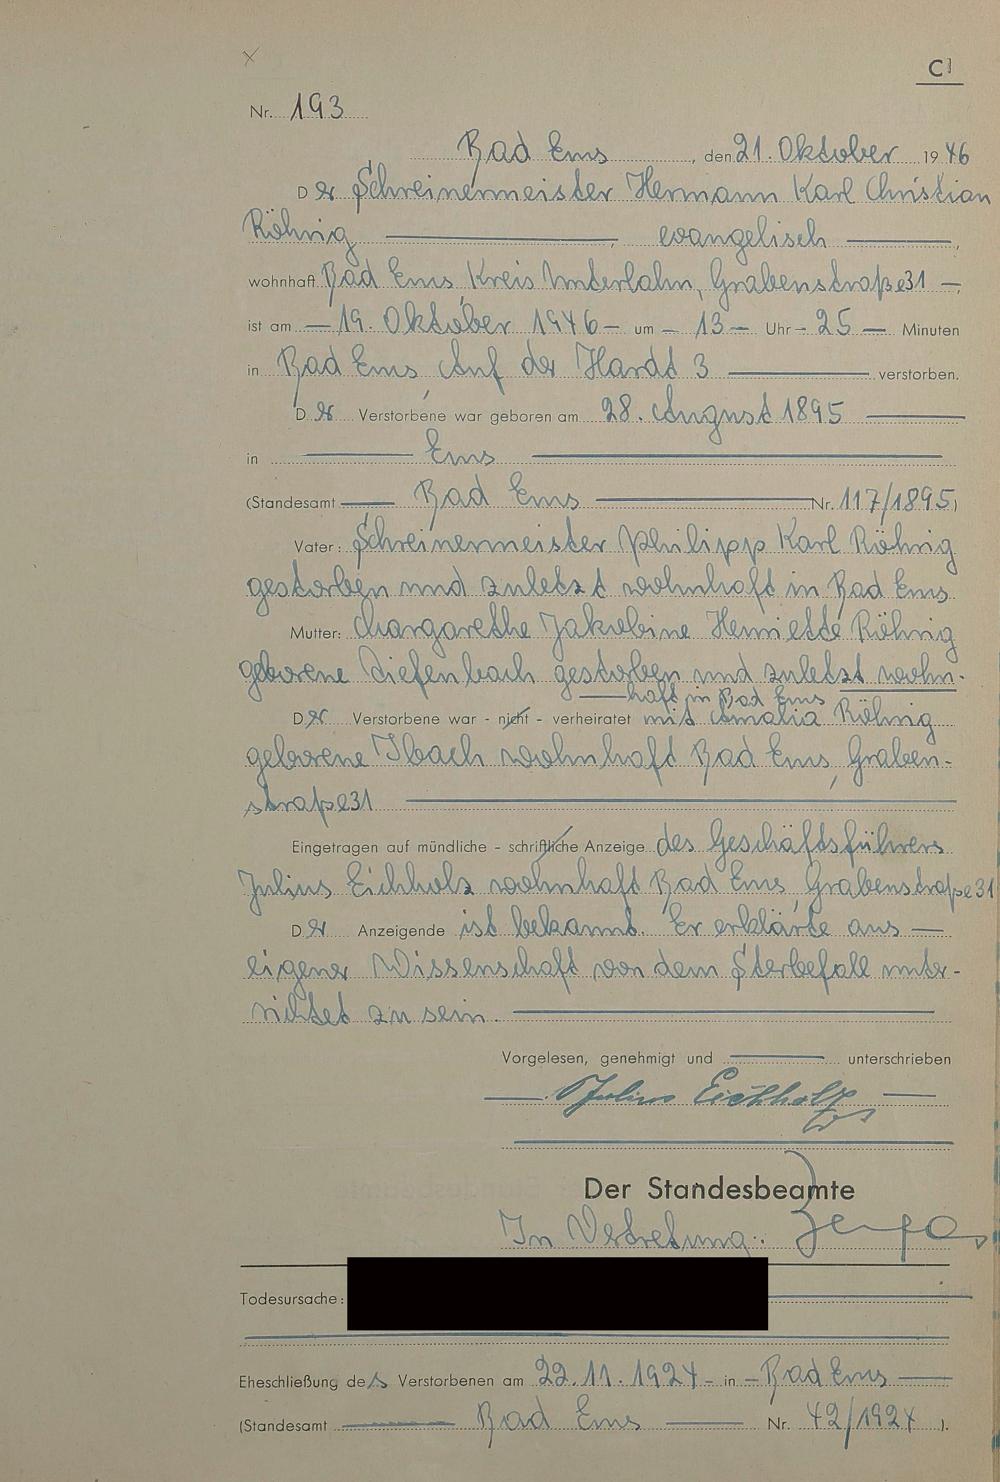 C1
Nr. 193
Bad Ems, den 21. Oktober 1946
Der Schreinermeister Hermann Karl Christian
Röhrig — evangelisch —,
wohnhaft Bad Ems, Kreis Unterlahn, Grabenstraße 31 —,
ist am — 19. Oktober 1946 — um — 13 — Uhr — 25 — Minuten
in Bad Ems, Auf der Hardt 3 — verstorben.
Der Verstorbene war geboren am 28. August 1895 —
in — Ems —
(Standesamt — Bad Ems — Nr. 117/1895)
Vater: Schreinermeister Philipp Karl Röhrig
gestorben und zuletzt wohnhaft in Bad Ems
Mutter: Margarethe Jakobine Henriette Röhrig
geborene Diefenbach gestorben und zuletzt wohn-
— haft in Bad Ems
Der Verstorbene war - nicht - verheiratet mit Amalia Röhrig
geborene Ibach wohnhaft Bad Ems, Graben-
straße 31 —
Eingetragen auf mündliche - schriftliche Anzeige des Geschäftsführers
Julius Eichholz wohnhaft Bad Ems, Grabenstraße 31
Der Anzeigende ist bekannt. Er erklärte aus —
eigener Wissenschaft von dem Sterbefall unter-
richtet zu sein. —
Vorgelesen, genehmigt und — unterschrieben
— Julius Eichholz —
Der Standesbeamte
In Vertretung:
Todesursache:
Eheschließung des Verstorbenen am 22.11.1924 - in - Bad Ems —
(Standesamt — Bad Ems — Nr. 42/1924).